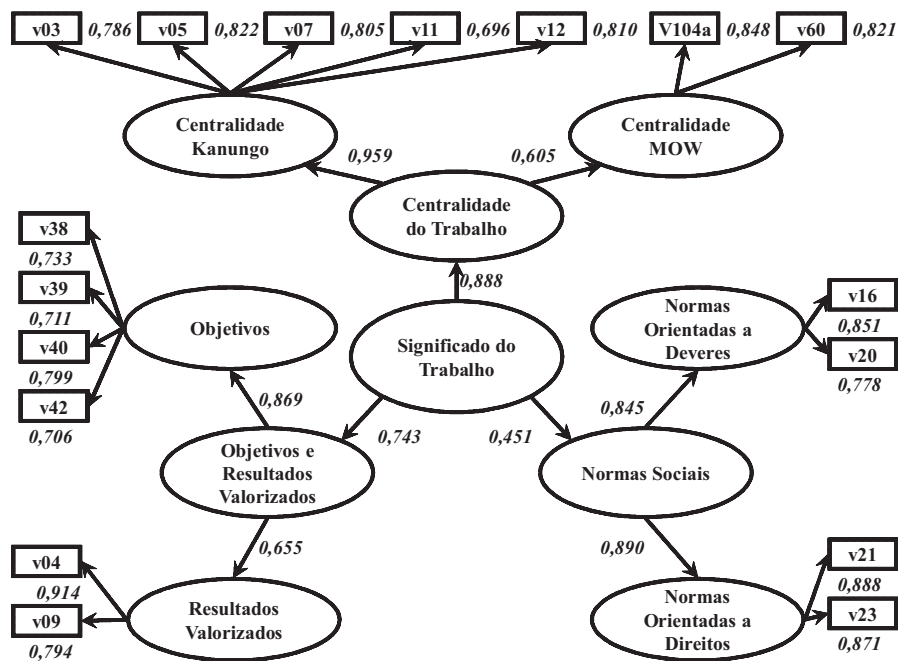 v03 0,786 v05 0,822 v07 0,805 v11 0,696 v12 0,810 V104a 0,848 v60 0,821
Centralidade
Kanungo
Centralidade
MOW
0,959
0,605
Centralidade
do Trabalho
0,888
v38
0,733
v39
0,711
v40
0,799
v42
0,706
Objetivos
Significado do
Trabalho
Normas
Orientadas a
Deveres
v16
0,851
v20
0,778
0,869
0,743
0,451
0,845
Objetivos e
Resultados
Valorizados
Normas Sociais
0,655
0,890
v04
0,914
v09
0,794
Resultados
Valorizados
Normas
Orientadas a
Direitos
v21
0,888
v23
0,871